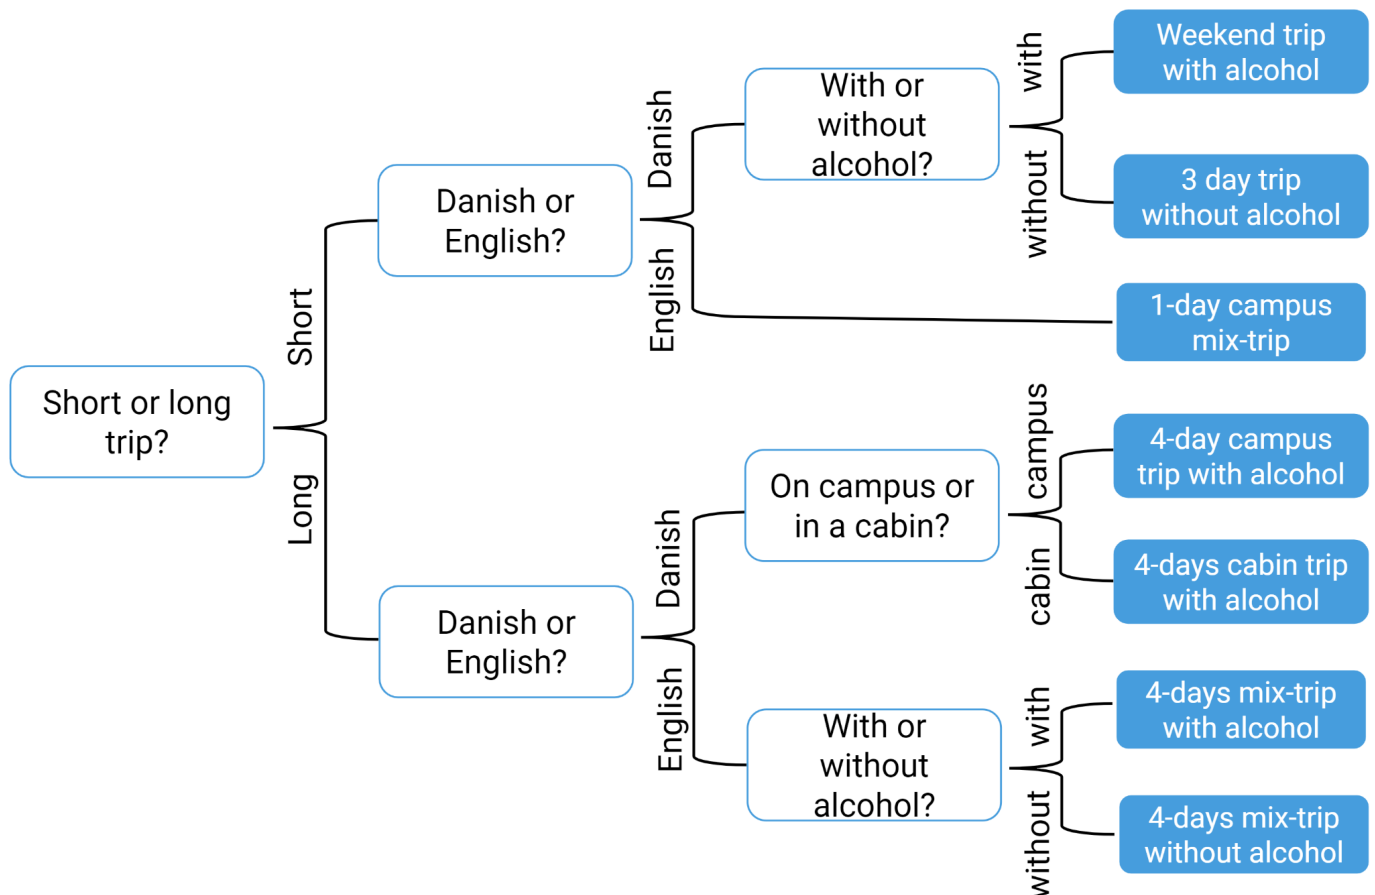 Short or long
trip?
Short
Long
Danish or
English?
Danish
English
With or
without
alcohol?
with
without
Weekend trip
with alcohol
3 day trip
without alcohol
1-day campus
mix-trip
Danish or
English?
Danish
English
On campus or
in a cabin?
campus
cabin
4-day campus
trip with alcohol
4-days cabin trip
with alcohol
With or
without
alcohol?
with
without
4-days mix-trip
with alcohol
4-days mix-trip
without alcohol